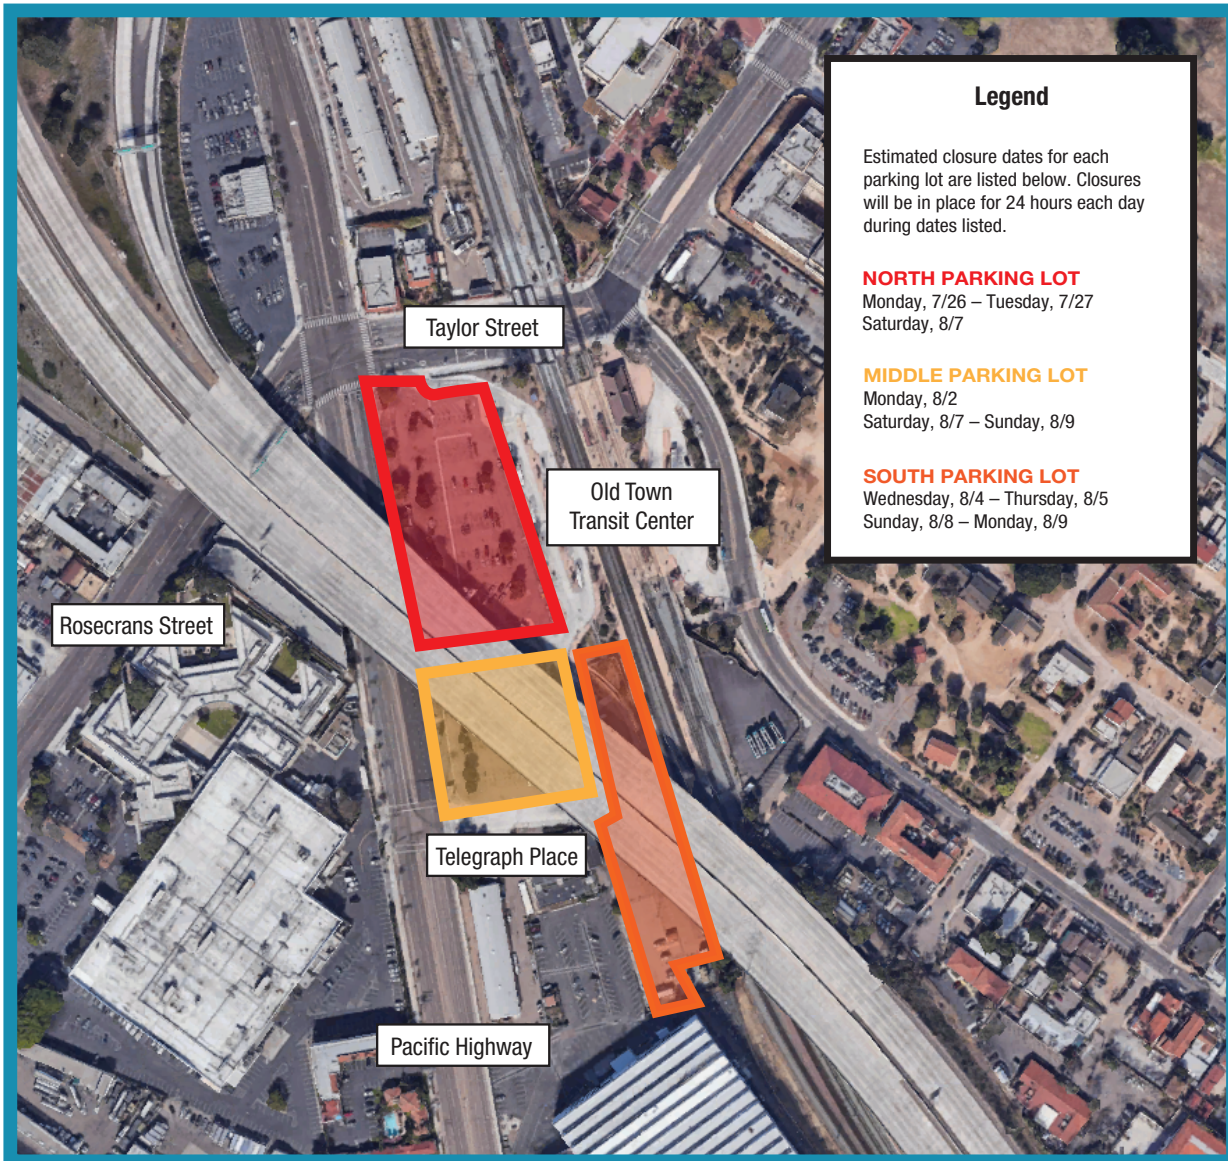 Legend
Estimated closure dates for each
parking lot are listed below. Closures
will be in place for 24 hours each day
during dates listed.
NORTH PARKING LOT
Monday, 7/26 – Tuesday, 7/27
Saturday, 8/7
MIDDLE PARKING LOT
Monday, 8/2
Saturday, 8/7 – Sunday, 8/9
SOUTH PARKING LOT
Wednesday, 8/4 – Thursday, 8/5
Sunday, 8/8 – Monday, 8/9
Taylor Street
Old Town
Transit Center
Rosecrans Street
Telegraph Place
Pacific Highway